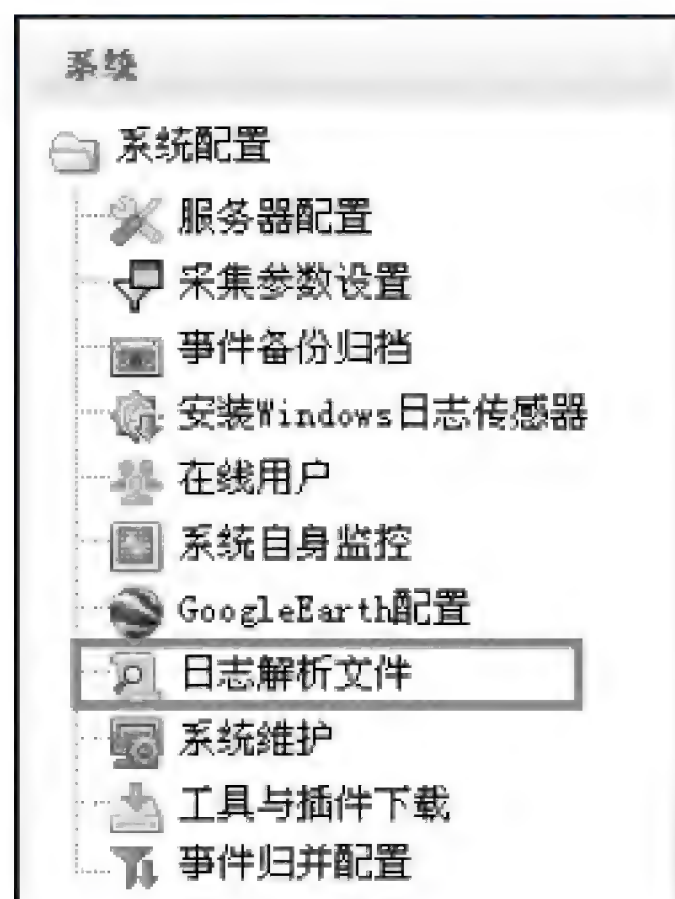 系统
系统配置
服务器配置
采集参数设置
事件备份归档
安装Windows日志传感器
在线用户
系统自身监控
GoogleEarth配置
日志解析文件
系统维护
工具与插件下载
事件归并配置